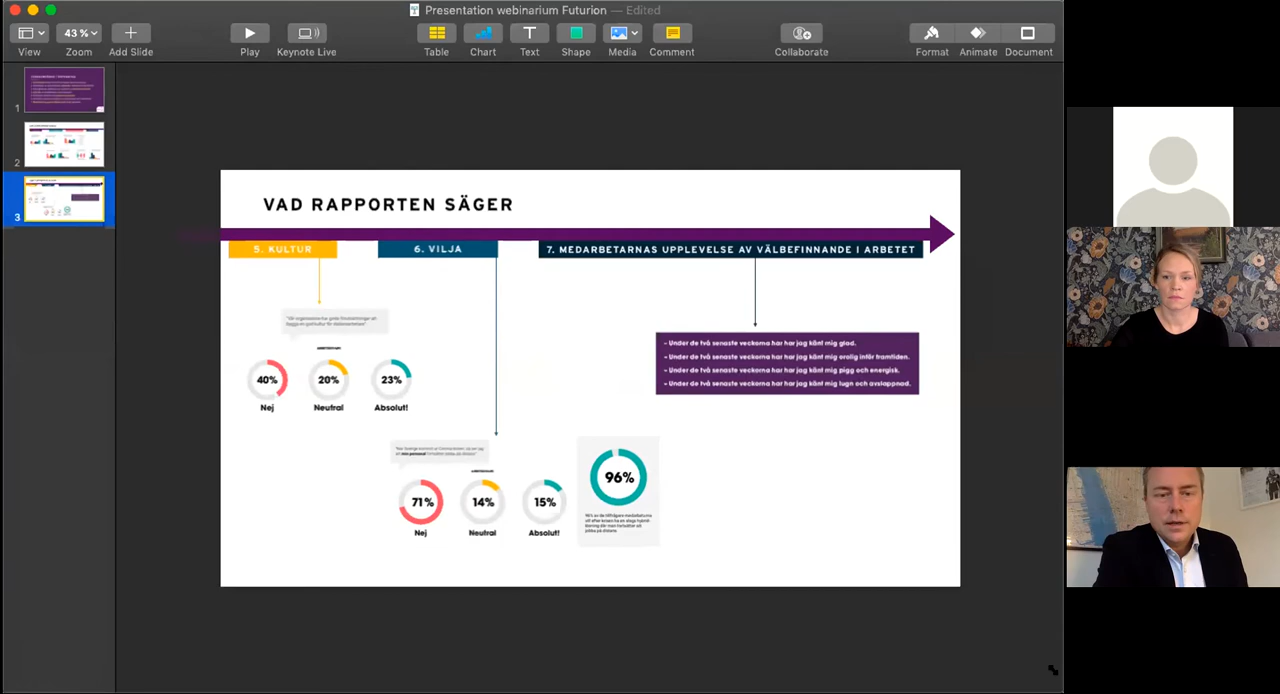 Presentation webinarium Futurion — Edited
43 %
View
Zoom
Add Slide
Play
Keynote Live
Table
Chart
Text
Shape
Media
Comment
Collaborate
Format
Animate
Document
1
2
3
VAD RAPPORTEN SÄGER
5. KULTUR
6. VILJA
7. MEDARBETARNAS UPPLEVELSE AV VÄLBEFINNANDE I ARBETET
40%
20%
23%
Nej
Neutral
Absolut!
- Under de två senaste veckorna har har jag känt mig glad.
- Under de två senaste veckorna har har jag känt mig orolig inför framtiden.
- Under de två senaste veckorna har har jag känt mig pigg och energisk.
- Under de två senaste veckorna har har jag känt mig lugn och avslappnad.
71%
14%
15%
Nej
Neutral
Absolut!
96%